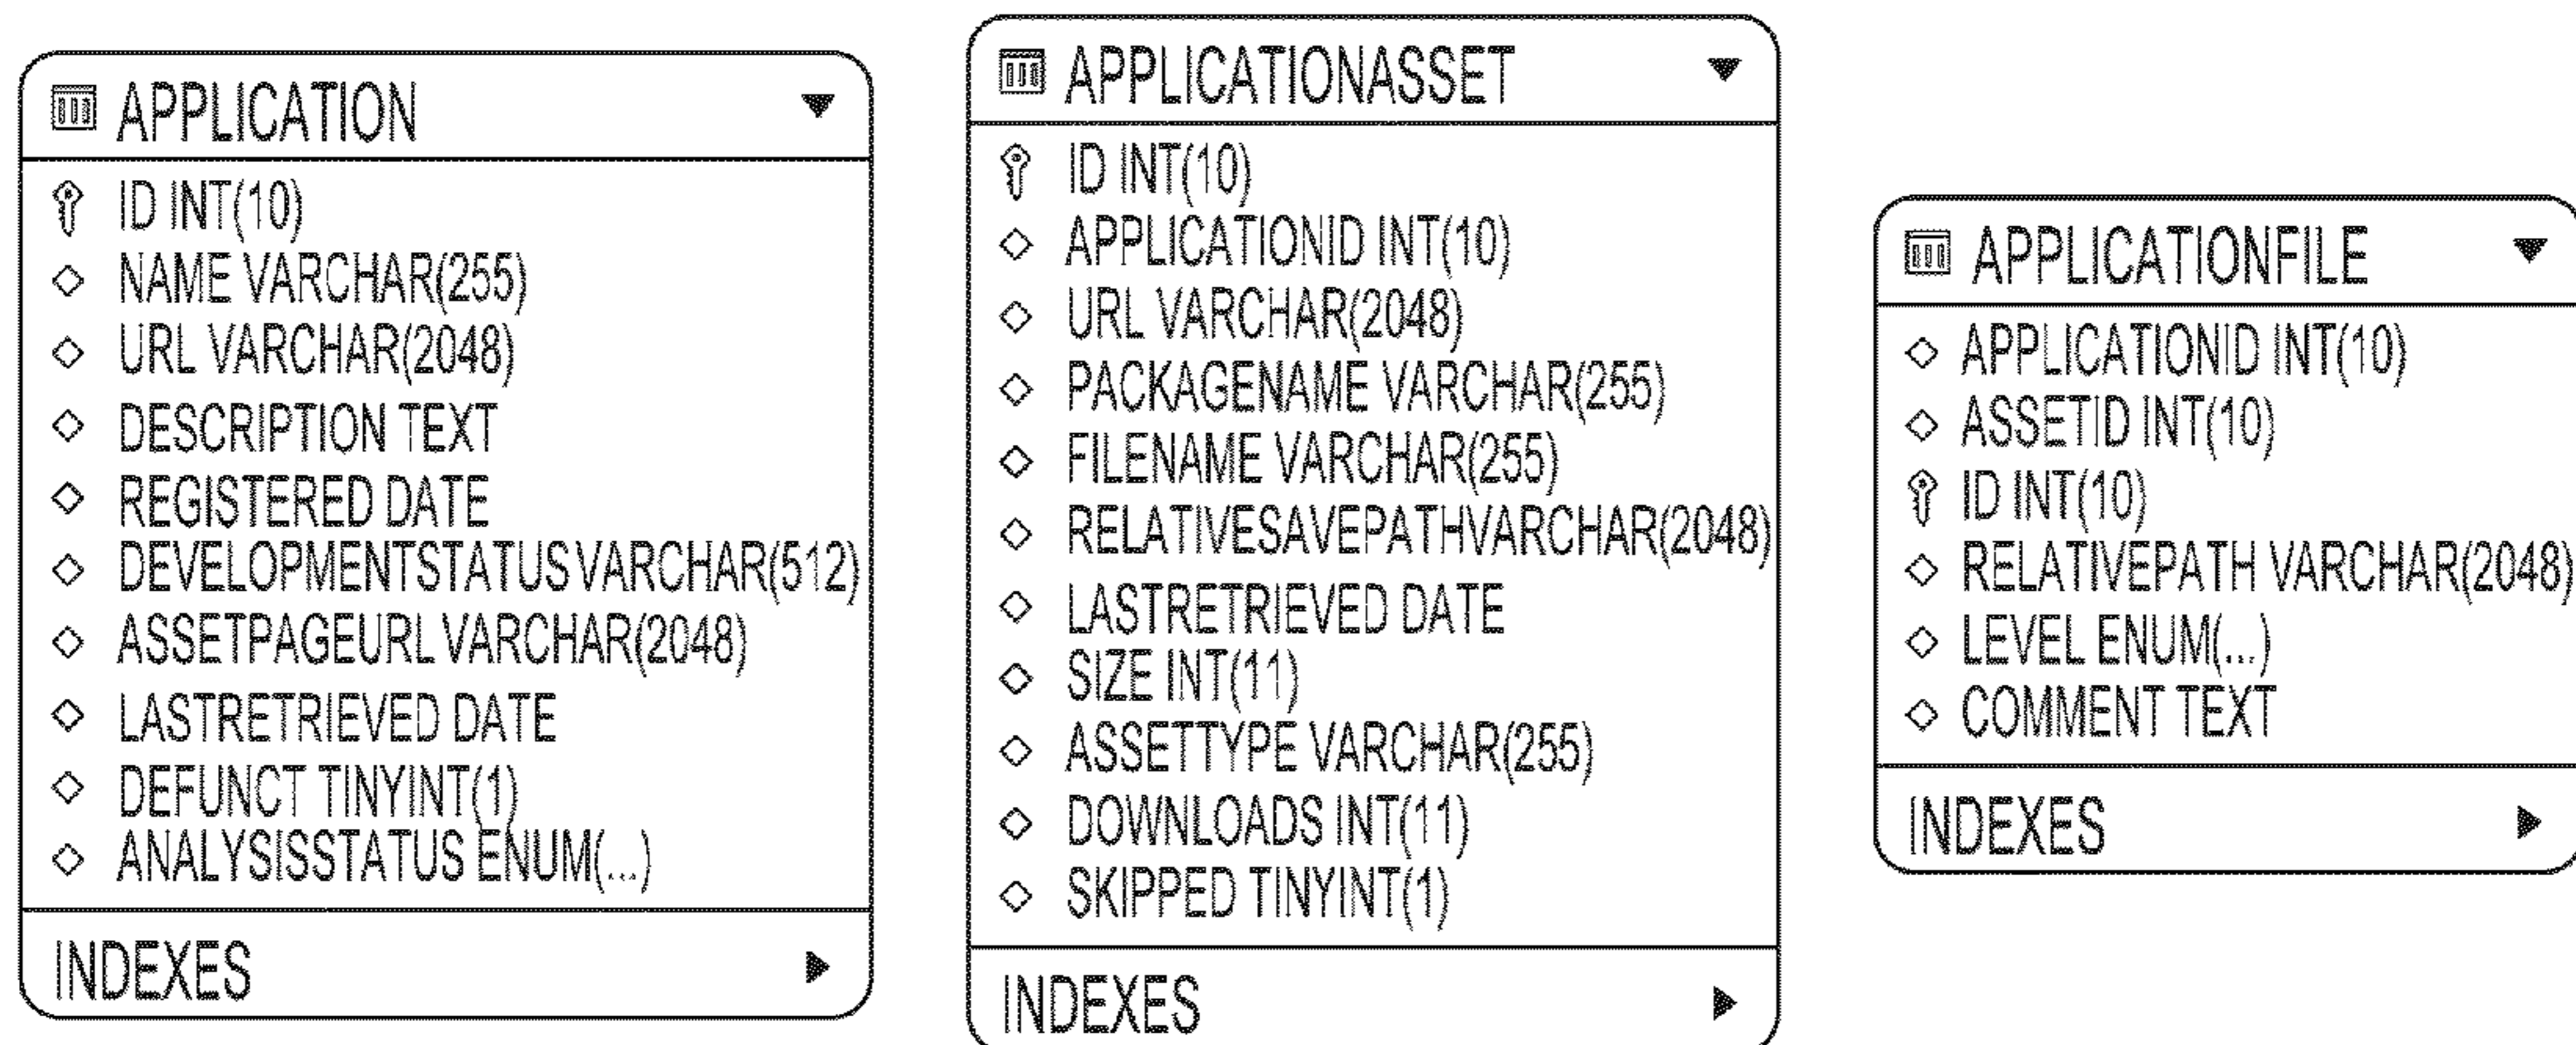 APPLICATION
ID INT(10)
NAME VARCHAR(255)
URL VARCHAR(2048)
DESCRIPTION TEXT
REGISTERED DATE
DEVELOPMENTSTATUS VARCHAR(512)
ASSETPAGEURL VARCHAR(2048)
LASTRETRIEVED DATE
DEFUNCT TINYINT(1)
ANALYSISSTATUS ENUM(...)
INDEXES
APPLICATIONASSET
ID INT(10)
APPLICATIONID INT(10)
URL VARCHAR(2048)
PACKAGENAME VARCHAR(255)
FILENAME VARCHAR(255)
RELATIVESAVEPATHVARCHAR(2048)
LASTRETRIEVED DATE
SIZE INT(11)
ASSETTYPE VARCHAR(255)
DOWNLOADS INT(11)
SKIPPED TINYINT(1)
INDEXES
APPLICATIONFILE
APPLICATIONID INT(10)
ASSETID INT(10)
ID INT(10)
RELATIVEPATH VARCHAR(2048)
LEVEL ENUM(...)
COMMENT TEXT
INDEXES